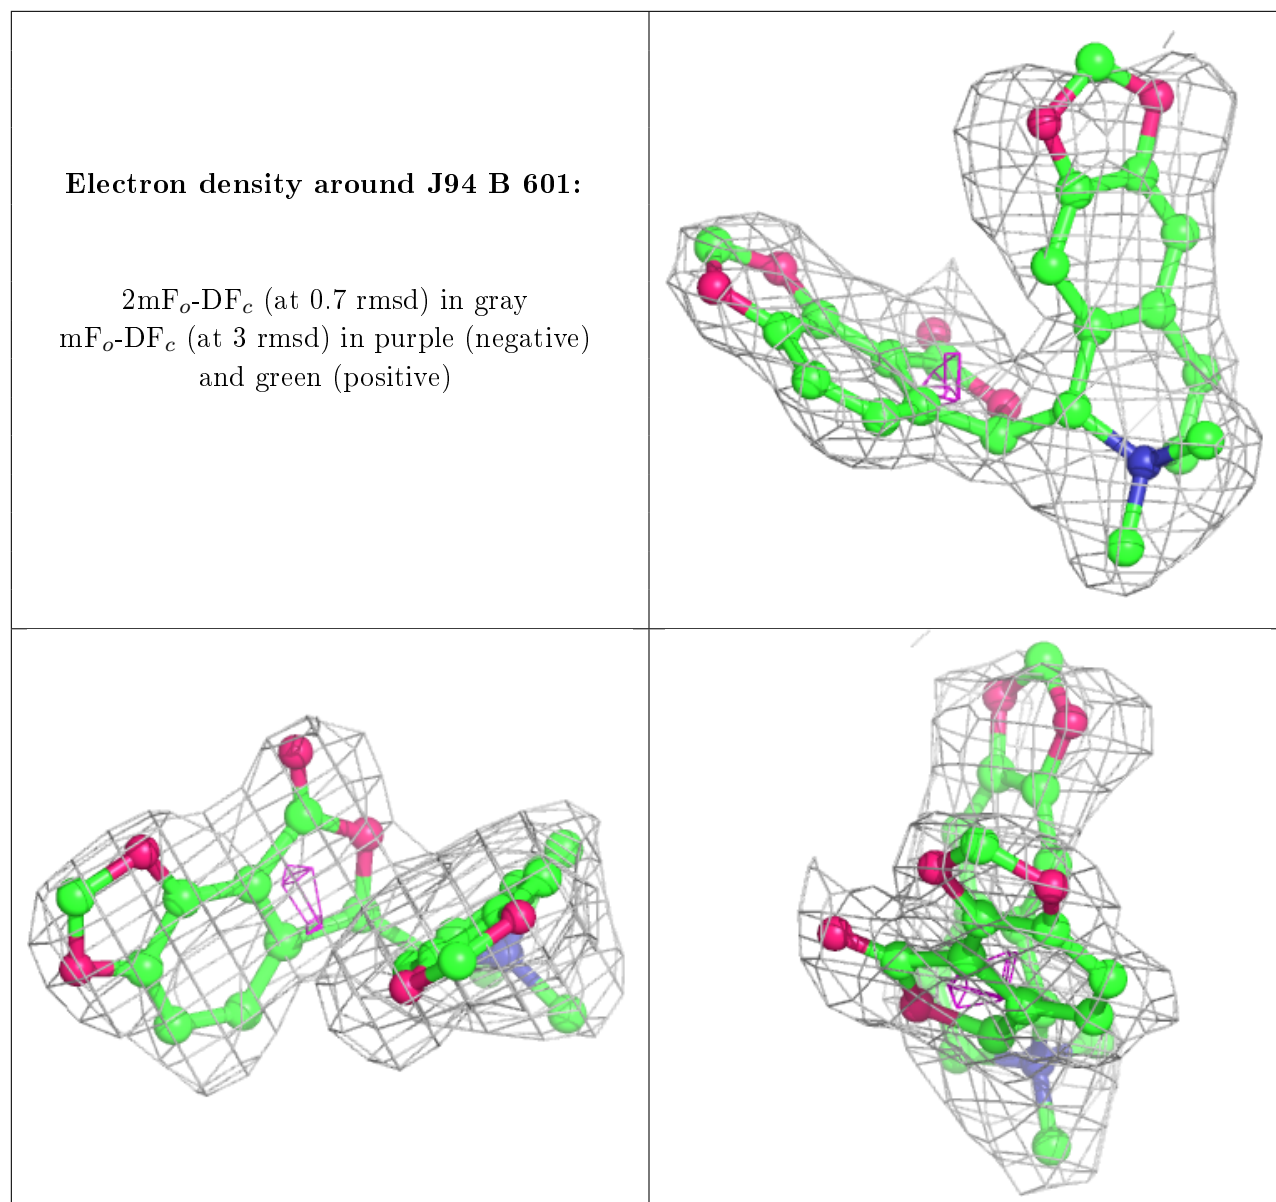 Electron density around J94 B 601:
2mFₒ-DF𝒸 (at 0.7 rmsd) in gray
mFₒ-DF𝒸 (at 3 rmsd) in purple (negative)
and green (positive)